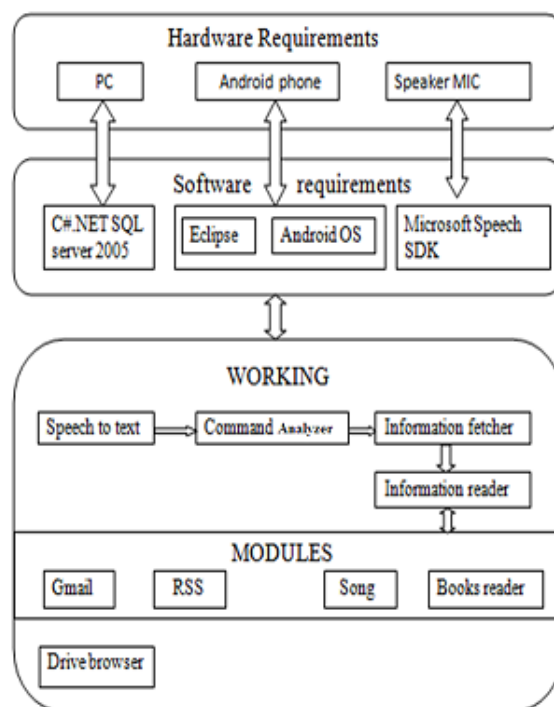 Hardware Requirements
PC
Android phone
Speaker MIC
Software requirements
C#.NET SQL
server 2005
Eclipse
Android OS
Microsoft Speech
SDK
WORKING
Speech to text
Command Analyzer
Information fetcher
Information reader
MODULES
Gmail
RSS
Song
Books reader
Drive browser